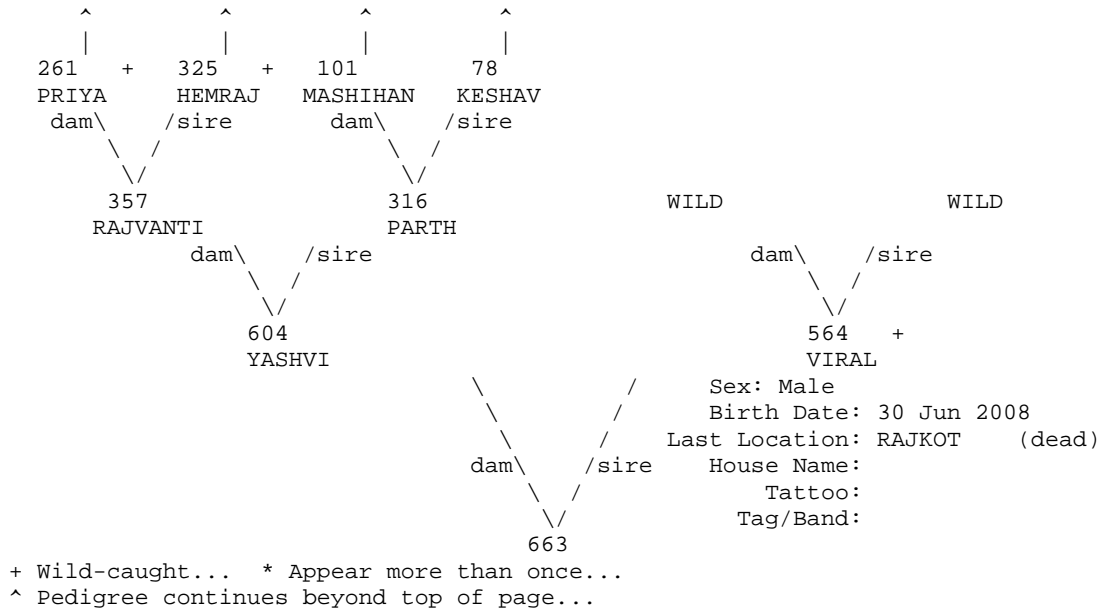 ^ ^ ^ ^
| | | |
261 + 325 + 101 78
PRIYA HEMRAJ MASHIHAN KESHAV
dam\ /sire dam\ /sire
\ / \ /
\/ \/
357 316 WILD WILD
RAJVANTI PARTH
dam\ /sire dam\ /sire
\ / \ /
\/ \/
604 564 +
YASHVI VIRAL
\ / Sex: Male
\ / Birth Date: 30 Jun 2008
\ / Last Location: RAJKOT (dead)
dam\ /sire House Name:
\ / Tattoo:
\/ Tag/Band:
663
+ Wild-caught... * Appear more than once...
^ Pedigree continues beyond top of page...